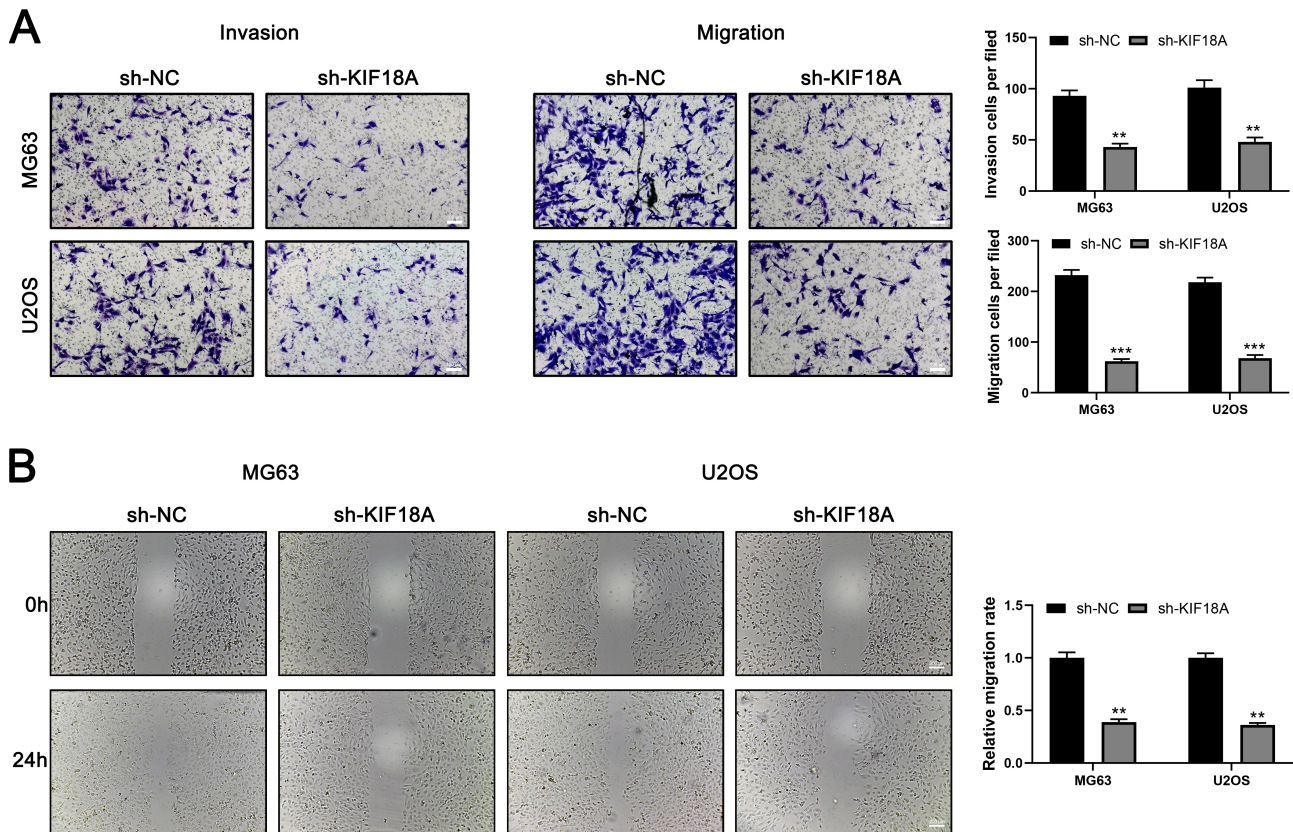 A
Invasion
Migration
sh-NC
sh-KIF18A
sh-NC
sh-KIF18A
MG63
U2OS
150
100
50
0
Invasion cells per filed
sh-NC
sh-KIF18A
**
**
MG63
U2OS
300
200
100
0
Migration cells per filed
sh-NC
sh-KIF18A
***
***
MG63
U2OS
B
MG63
U2OS
sh-NC
sh-KIF18A
sh-NC
sh-KIF18A
0h
24h
1.5
1.0
0.5
0.0
Relative migration rate
sh-NC
sh-KIF18A
**
**
MG63
U2OS